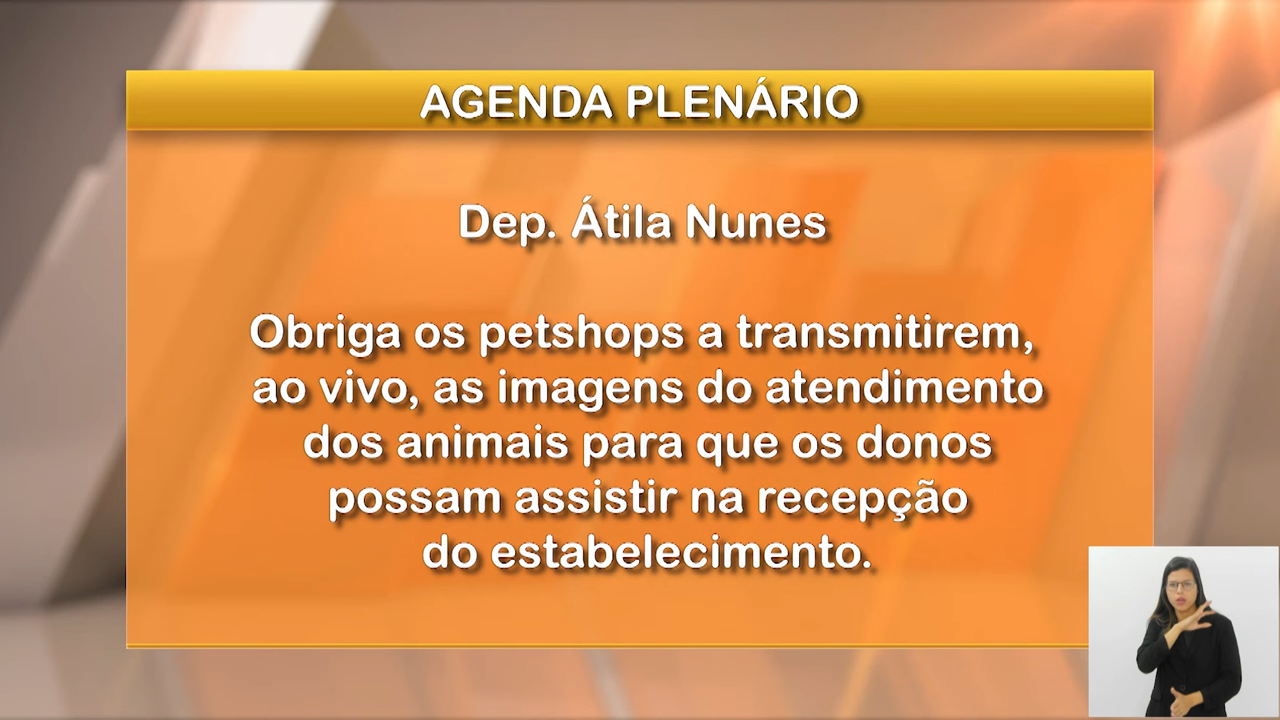 AGENDA PLENÁRIO
Dep. Átila Nunes
Obriga os petshops a transmitirem,
ao vivo, as imagens do atendimento
dos animais para que os donos
possam assistir na recepção
do estabelecimento.